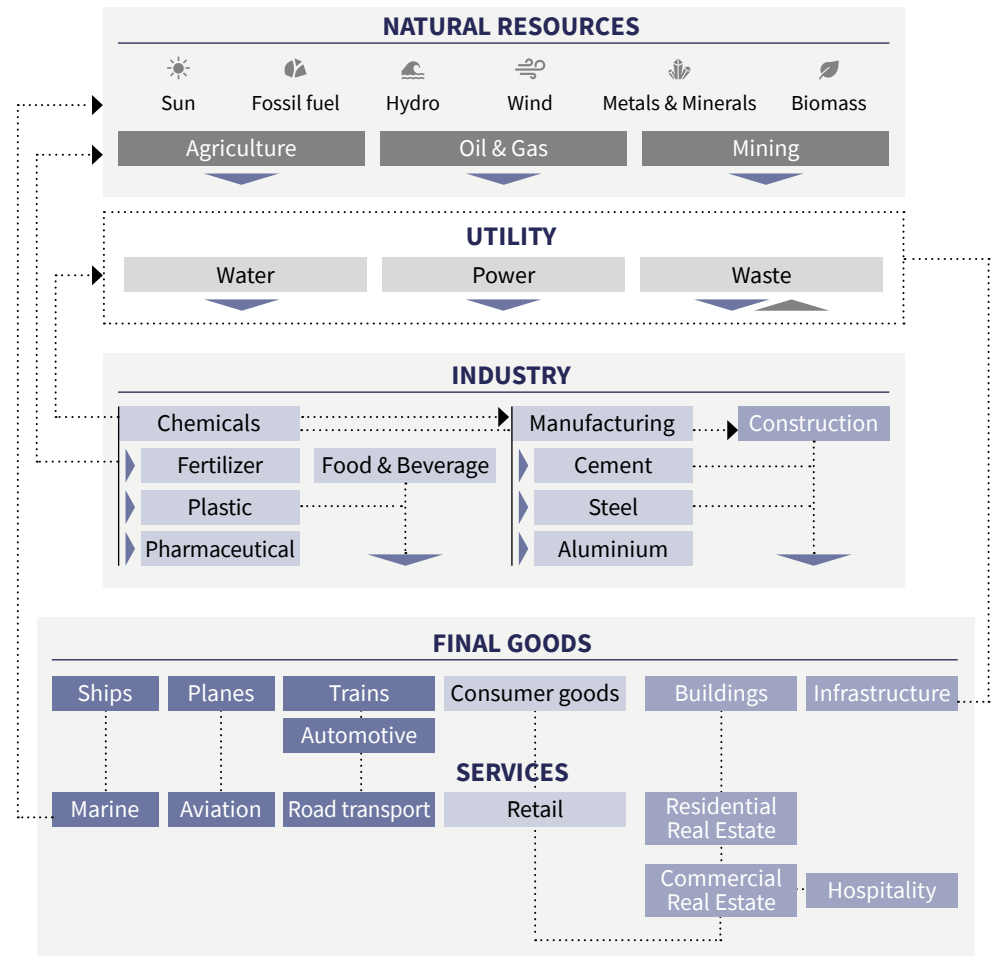 NATURAL RESOURCES
Sun Fossil fuel Hydro Wind Metals & Minerals Biomass
Agriculture Oil & Gas Mining
UTILITY
Water Power Waste
INDUSTRY
Chemicals Manufacturing Construction
Fertilizer Food & Beverage Cement
Plastic Steel
Pharmaceutical Aluminium
FINAL GOODS
Ships Planes Trains Consumer goods Buildings Infrastructure
Automotive
SERVICES
Marine Aviation Road transport Retail Residential
Real Estate
Commercial
Real Estate
Hospitality